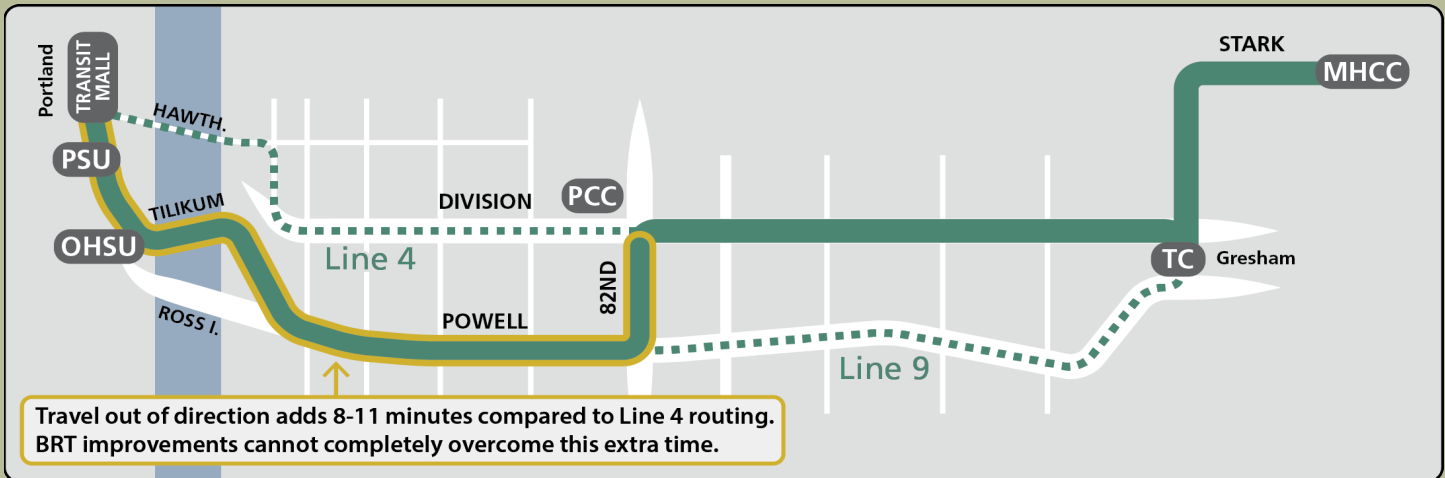 Portland
TRANSIT
MALL
HAWTH.
PSU
TILIKUM
OHSU
ROSS I.
DIVISION
PCC
Line 4
POWELL
82ND
STARK
MHCC
TC
Gresham
Line 9
Travel out of direction adds 8-11 minutes compared to Line 4 routing.
BRT improvements cannot completely overcome this extra time.